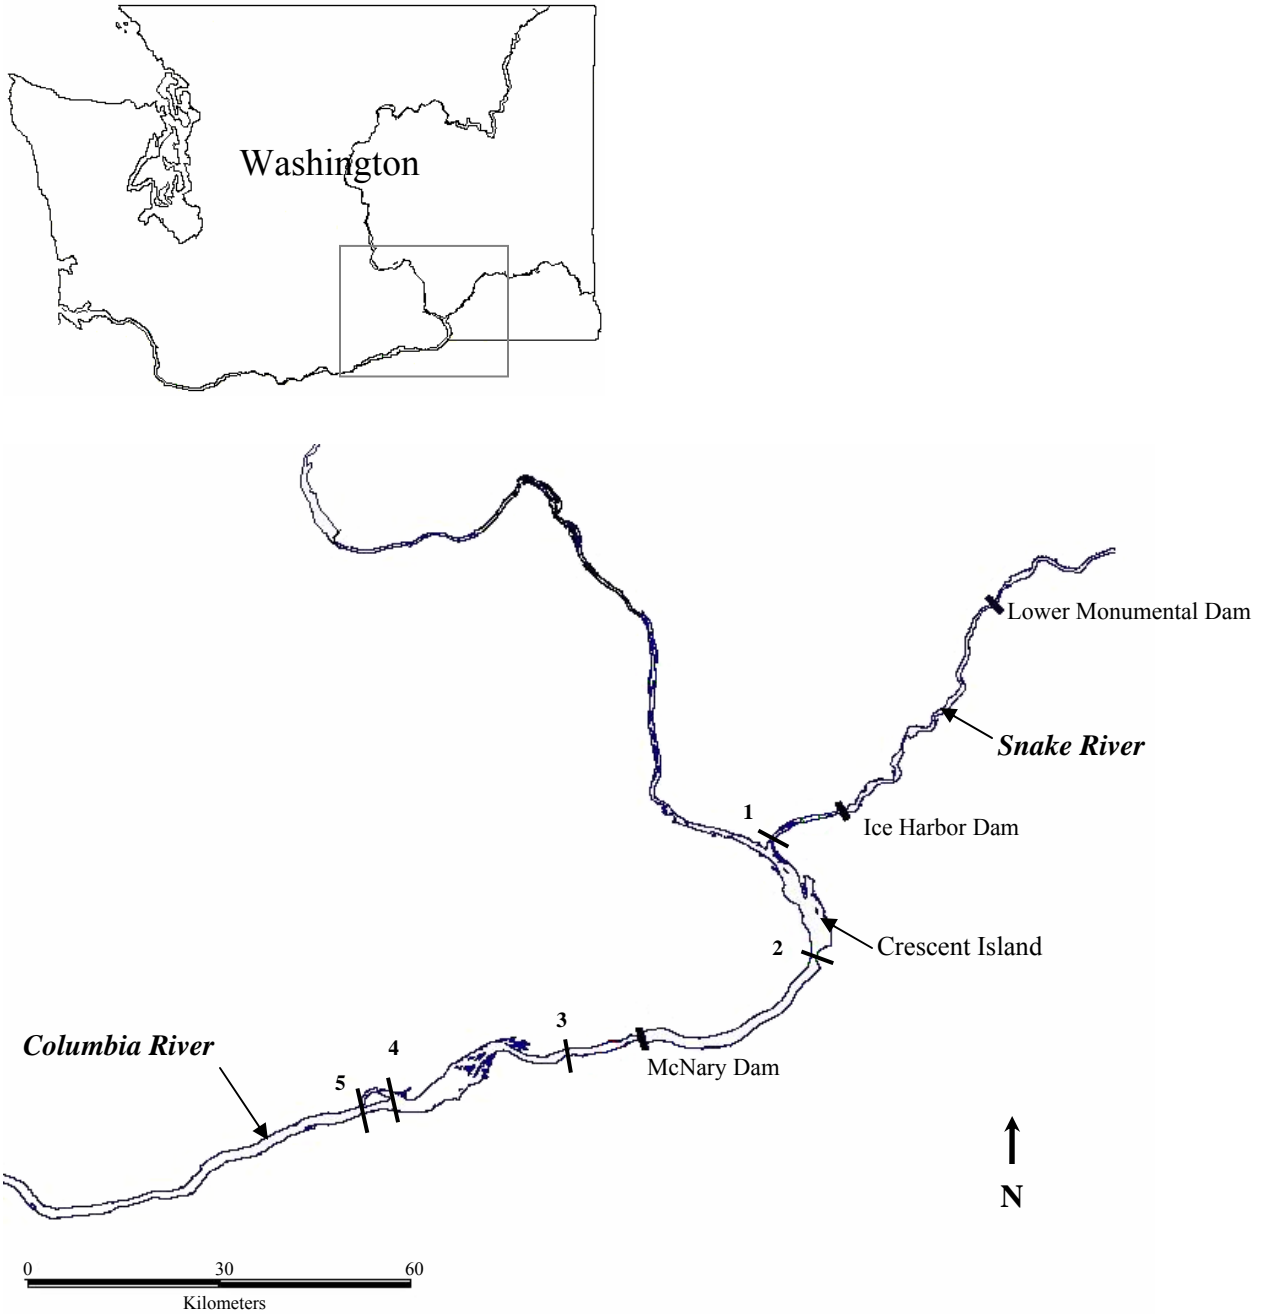 Washington
Lower Monumental Dam
Snake River
1
Ice Harbor Dam
2
Crescent Island
3
McNary Dam
Columbia River
4
5
N
0 30 60
Kilometers